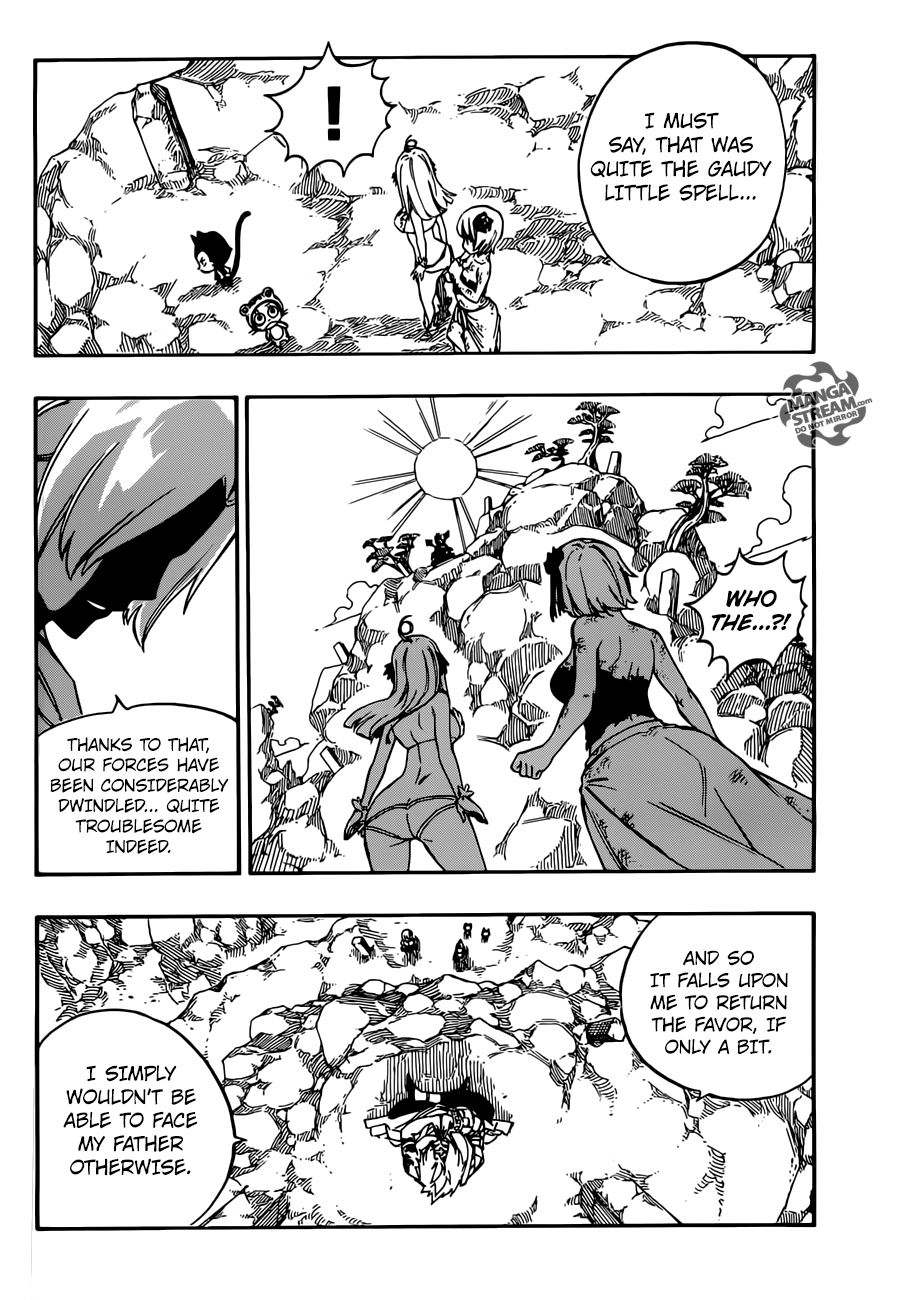 I MUST
SAY, THAT WAS
QUITE THE GAUDY
LITTLE SPELL...
!
MANGA
STREAM.com
DO NOT MIRROR
WHO
THE...?!
THANKS TO THAT,
OUR FORCES HAVE
BEEN CONSIDERABLY
DWINDLED... QUITE
TROUBLESOME
INDEED.
AND SO
IT FALLS UPON
ME TO RETURN
THE FAVOR, IF
ONLY A BIT.
I SIMPLY
WOULDN'T BE
ABLE TO FACE
MY FATHER
OTHERWISE.